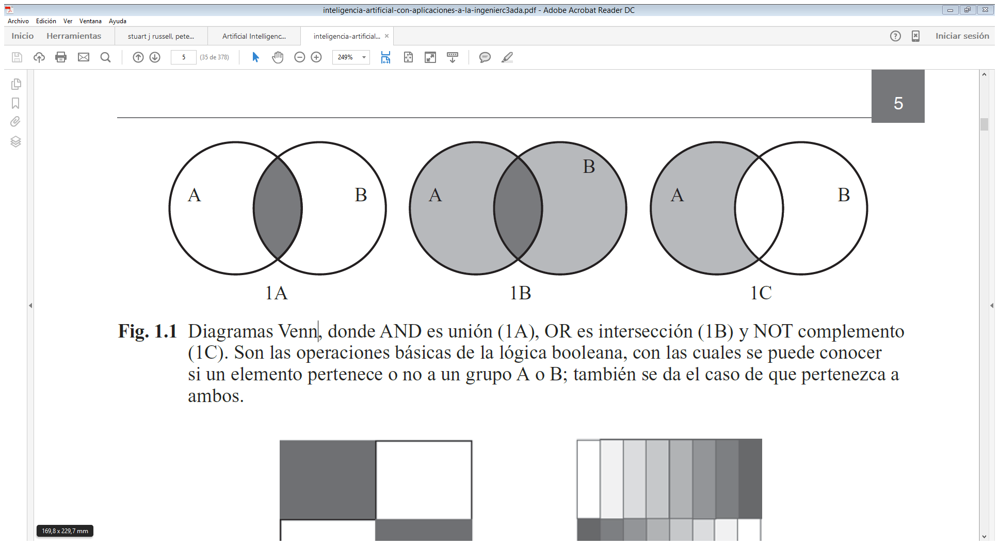 inteligencia-artificial-con-aplicaciones-a-la-ingenierc3ada.pdf - Adobe Acrobat Reader DC
Archivo Edición Ver Ventana Ayuda
Inicio Herramientas stuart j russell, pete... Artificial Intelligenc... inteligencia-artificial... × ? Iniciar sesión
5 (35 de 378) 249%
5
A B A B A B
1A 1B 1C
Fig. 1.1 Diagramas Venn, donde AND es unión (1A), OR es intersección (1B) y NOT complemento
(1C). Son las operaciones básicas de la lógica booleana, con las cuales se puede conocer
si un elemento pertenece o no a un grupo A o B; también se da el caso de que pertenezca a
ambos.
169,8 x 229,7 mm